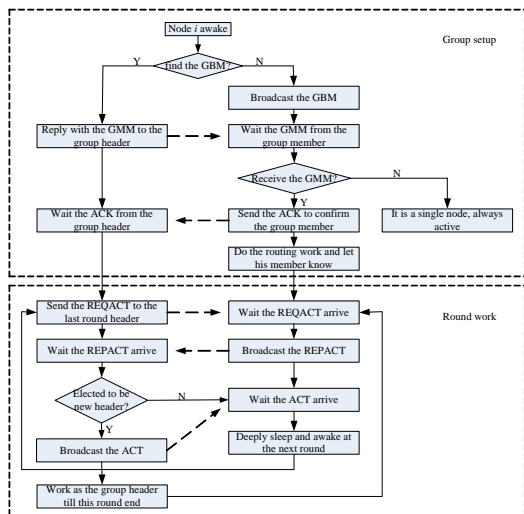 Node i awake
Group setup
Y
find the GBM?
N
Broadcast the GBM
Reply with the GMM to the
group header
Wait the GMM from the
group member
Receive the GMM?
N
Y
Wait the ACK from the
group header
Send the ACK to confirm
the group member
It is a single node, always
active
Do the routing work and let
his member know
Send the REQACT to the
last round header
Wait the REQACT arrive
Round work
Wait the REPACT arrive
Broadcast the REPACT
Elected to be
new header?
N
Wait the ACT arrive
Y
Broadcast the ACT
Deeply sleep and awake at
the next round
Work as the group header
till this round end